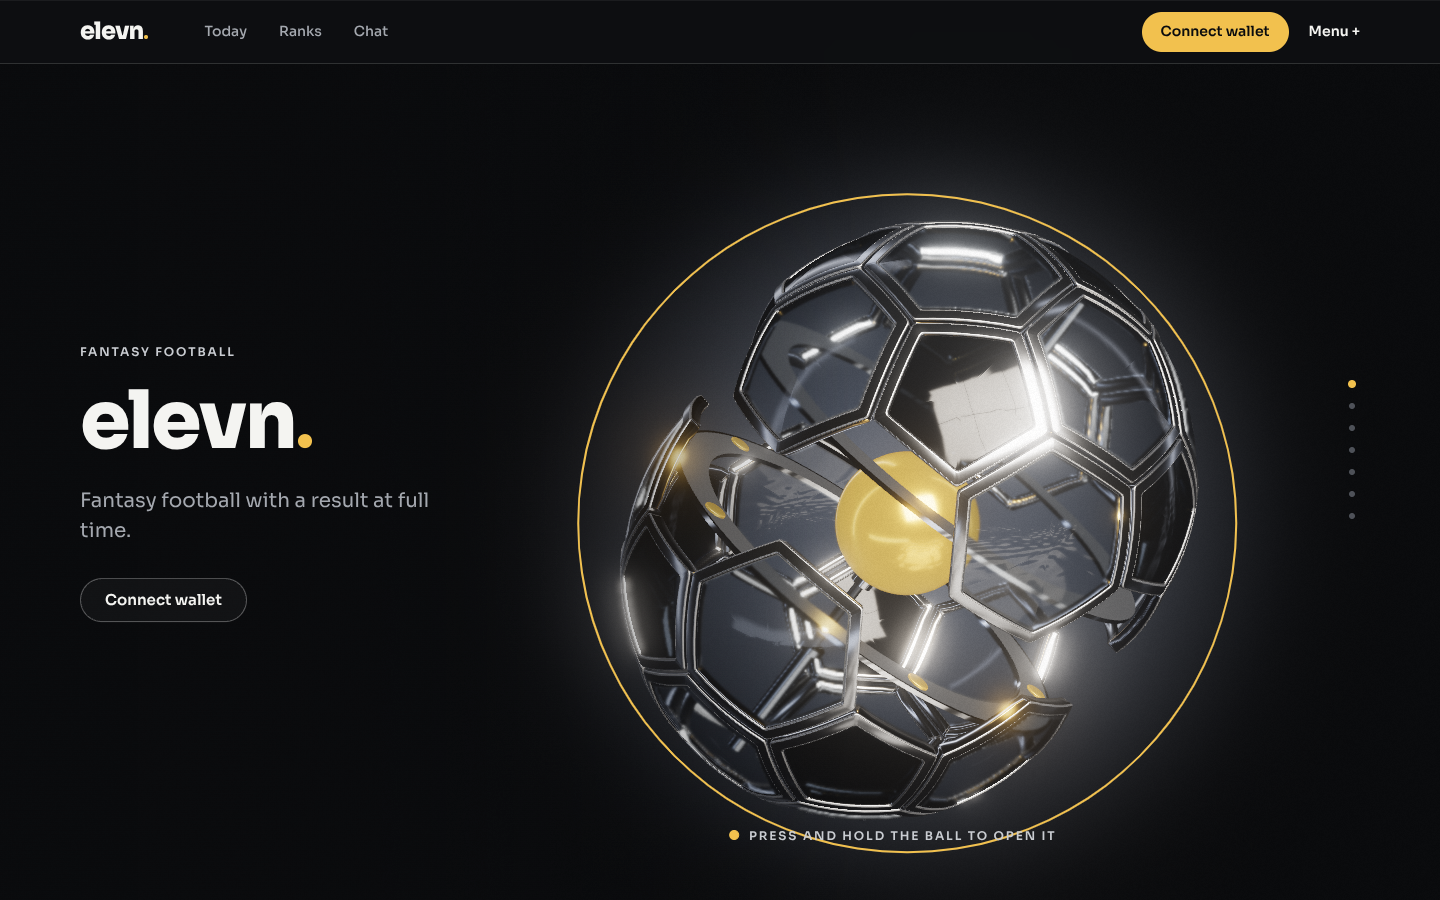 elevn.
Today
Ranks
Chat
Connect wallet
Menu +
FANTASY FOOTBALL
elevn.
Fantasy football with a result at full
time.
Connect wallet
PRESS AND HOLD THE BALL TO OPEN IT